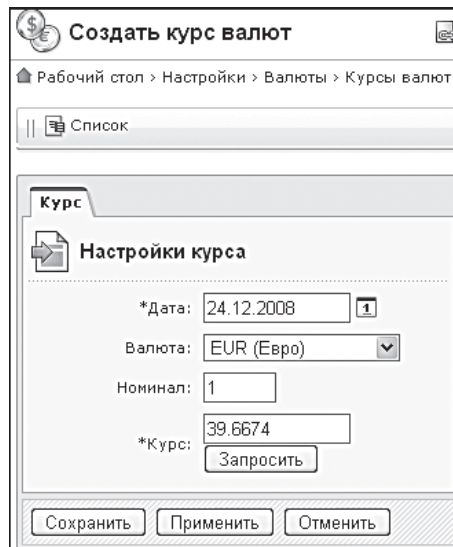 Создать курс валют
Рабочий стол > Настройки > Валюты > Курсы валют
Список
Курс
Настройки курса
*Дата: 24.12.2008 1
Валюта: EUR (Евро)
Номинал: 1
*Курс: 39.6674
Запросить
Сохранить Применить Отменить